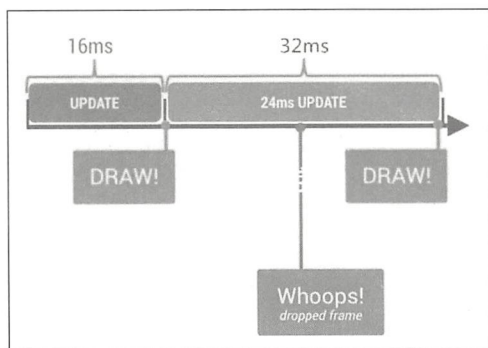 16ms
32ms
UPDATE
24ms UPDATE
DRAW!
DRAW!
Whoops!
dropped frame